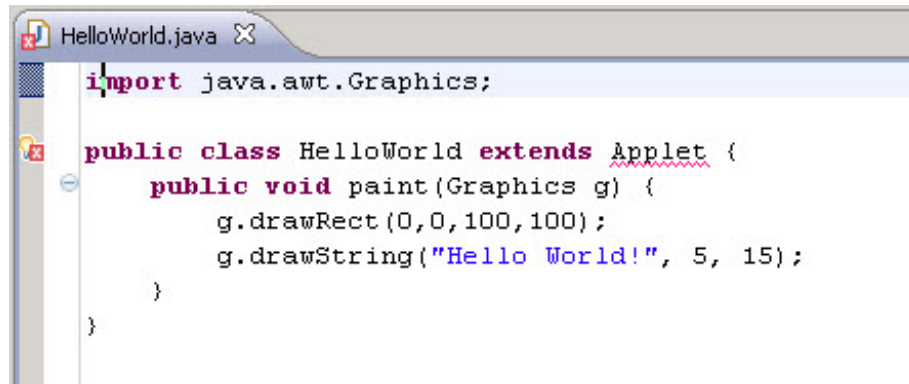 HelloWorld.java
import java.awt.Graphics;
public class HelloWorld extends Applet {
public void paint(Graphics g) {
g.drawRect(0,0,100,100);
g.drawString("Hello World!", 5, 15);
}
}